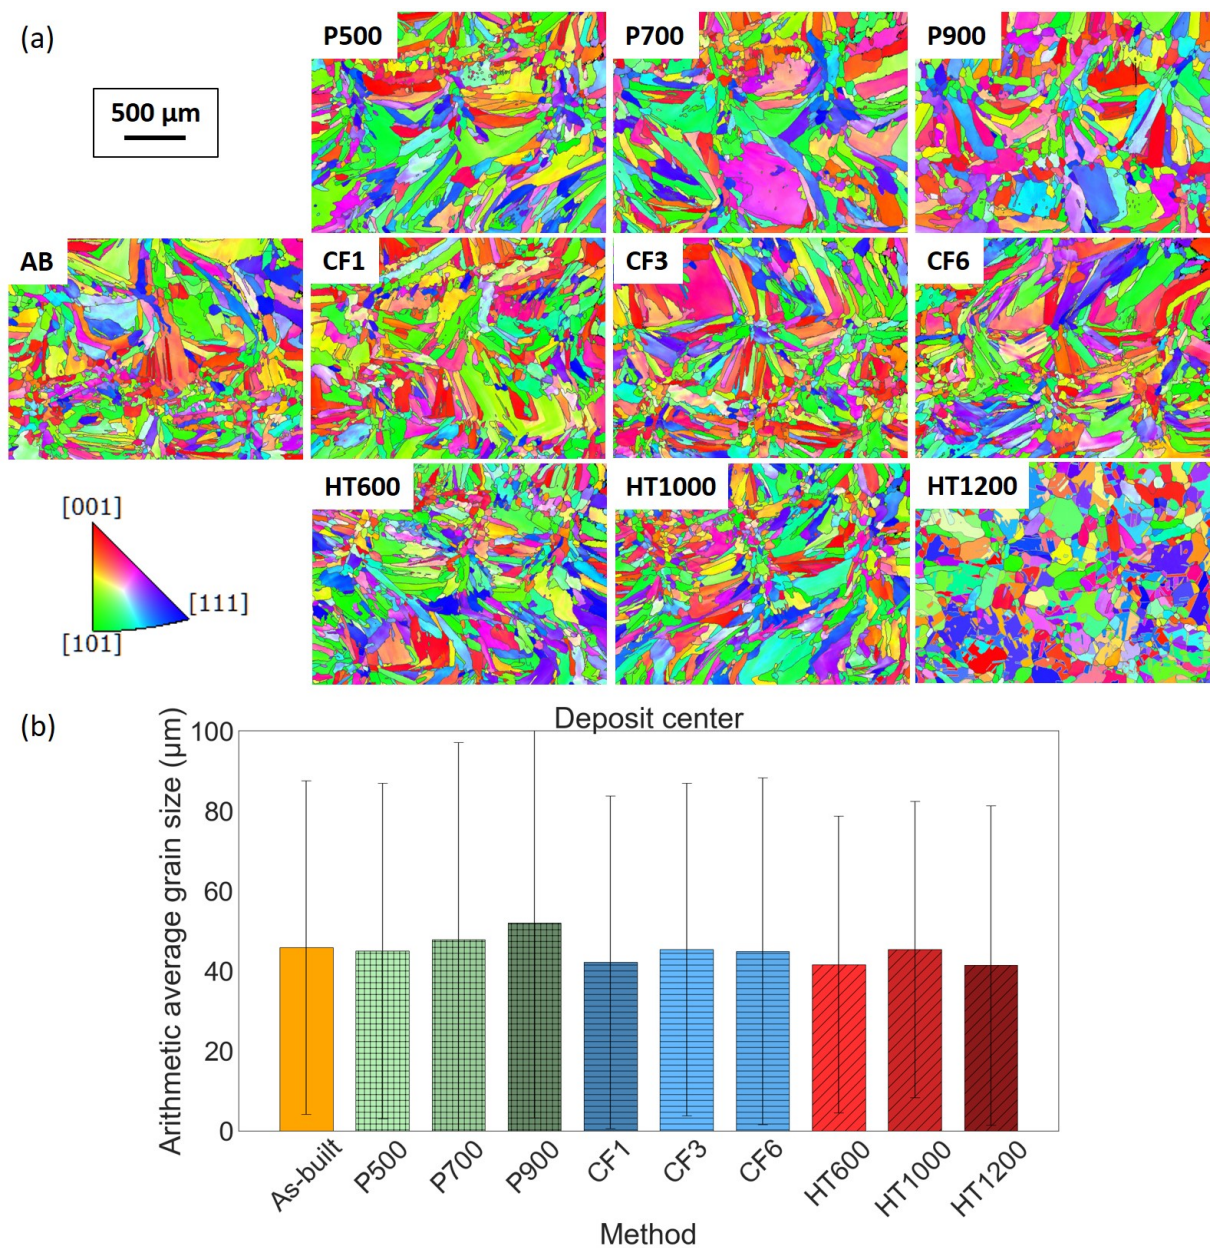 (a)
500 µm
P500
P700
P900
AB
CF1
CF3
CF6
[001]
[101]
[111]
HT600
HT1000
HT1200
(b)
Deposit center
Arithmetic average grain size (µm)
100
80
60
40
20
0
As-built
P500
P700
P900
CF1
CF3
CF6
HT600
HT1000
HT1200
Method